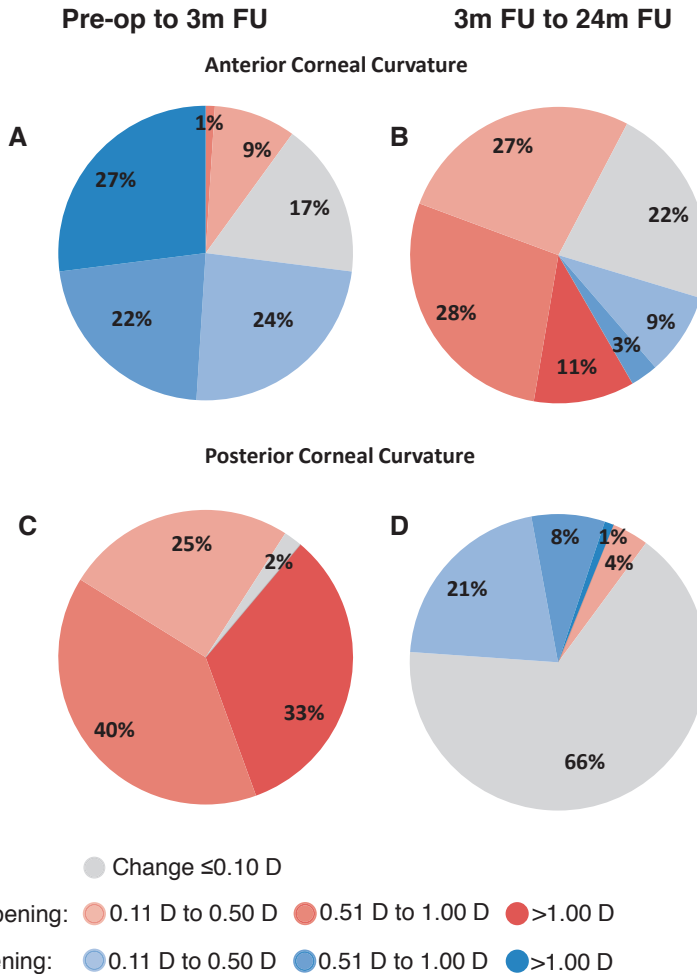 Pre-op to 3m FU 3m FU to 24m FU
Anterior Corneal Curvature
A B
1%
9%
17%
24%
22%
27%
27%
22%
9%
3%
11%
28%
Posterior Corneal Curvature
C D
25%
2%
33%
40%
8%
1%
4%
21%
66%
Change ≤0.10 D
pening: 0.11 D to 0.50 D 0.51 D to 1.00 D >1.00 D
ening: 0.11 D to 0.50 D 0.51 D to 1.00 D >1.00 D